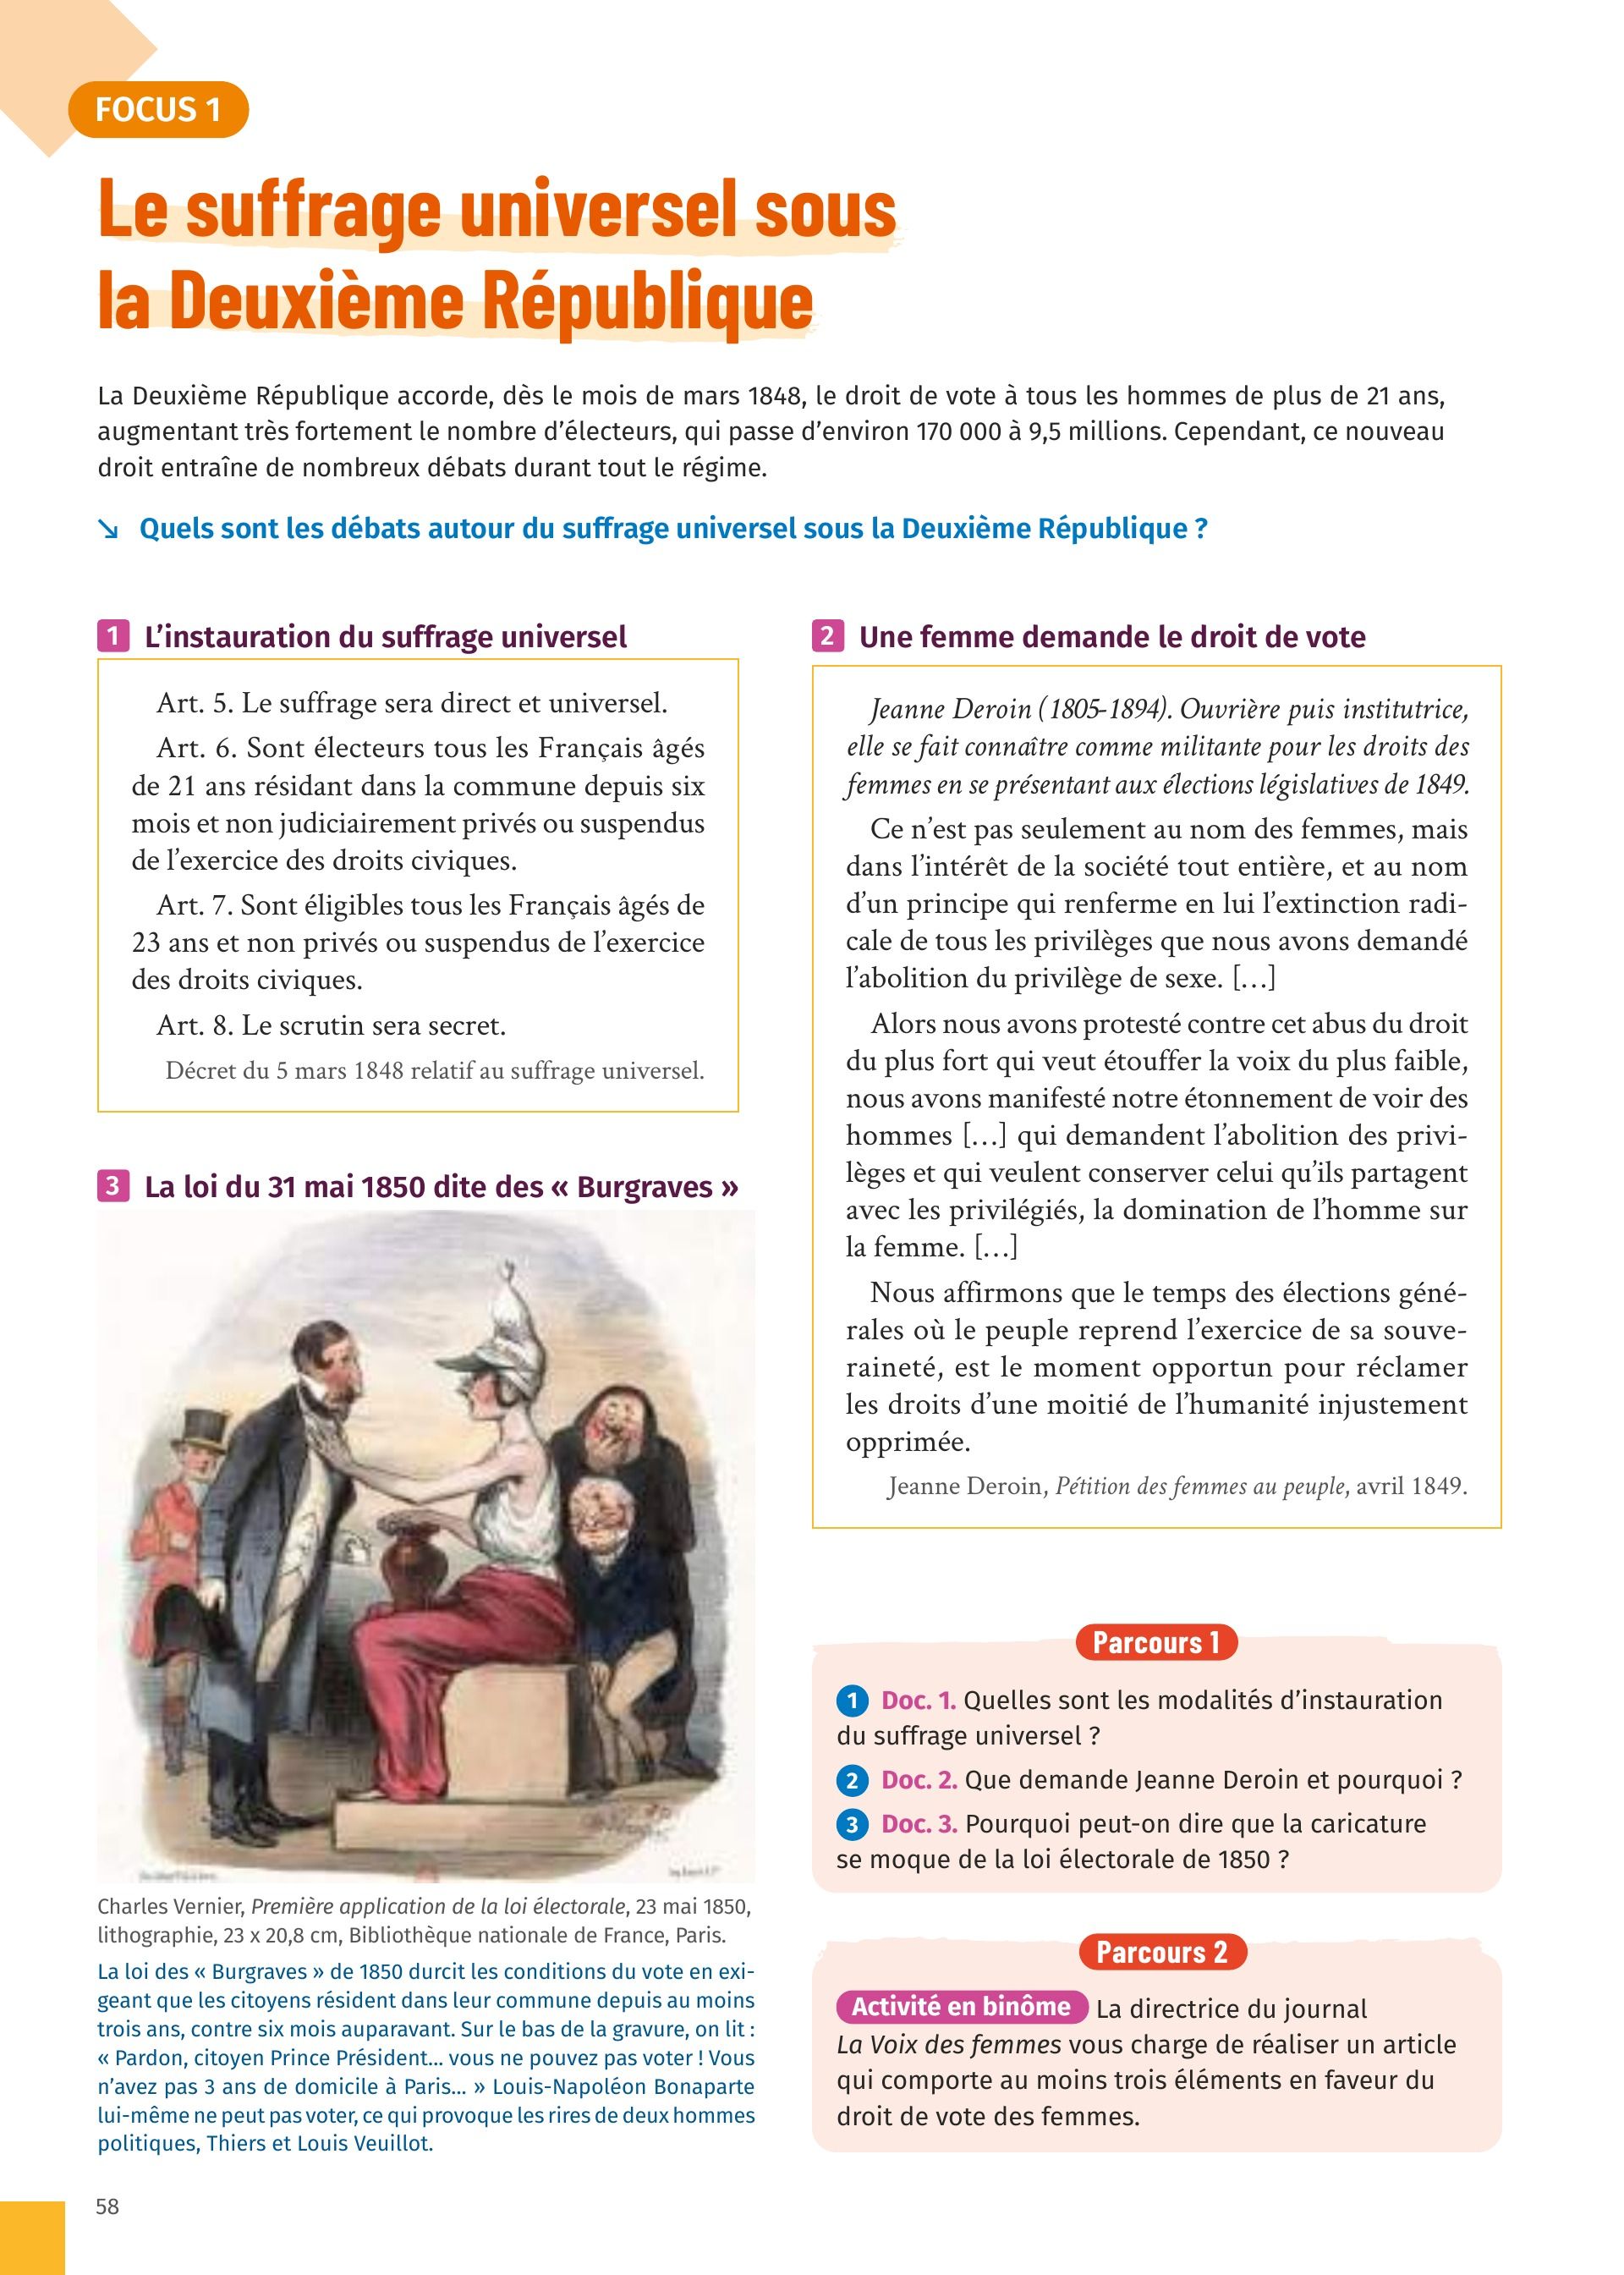 FOCUS 1
Le suffrage universel sous
la Deuxième République
La Deuxième République accorde, dès le mois de mars 1848, le droit de vote à tous les hommes de plus de 21 ans,
augmentant très fortement le nombre d’électeurs, qui passe d’environ 170 000 à 9,5 millions. Cependant, ce nouveau
droit entraîne de nombreux débats durant tout le régime.
↘ Quels sont les débats autour du suffrage universel sous la Deuxième République ?
1 L’instauration du suffrage universel
Art. 5. Le suffrage sera direct et universel.
Art. 6. Sont électeurs tous les Français âgés
de 21 ans résidant dans la commune depuis six
mois et non judiciairement privés ou suspendus
de l’exercice des droits civiques.
Art. 7. Sont éligibles tous les Français âgés de
23 ans et non privés ou suspendus de l’exercice
des droits civiques.
Art. 8. Le scrutin sera secret.
Décret du 5 mars 1848 relatif au suffrage universel.
2 Une femme demande le droit de vote
Jeanne Deroin (1805-1894). Ouvrière puis institutrice,
elle se fait connaître comme militante pour les droits des
femmes en se présentant aux élections législatives de 1849.
Ce n’est pas seulement au nom des femmes, mais
dans l’intérêt de la société tout entière, et au nom
d’un principe qui renferme en lui l’extinction radi-
cale de tous les privilèges que nous avons demandé
l’abolition du privilège de sexe. […]
Alors nous avons protesté contre cet abus du droit
du plus fort qui veut étouffer la voix du plus faible,
nous avons manifesté notre étonnement de voir des
hommes […] qui demandent l’abolition des privi-
lèges et qui veulent conserver celui qu’ils partagent
avec les privilégiés, la domination de l’homme sur
la femme. […]
Nous affirmons que le temps des élections géné-
rales où le peuple reprend l’exercice de sa souve-
raineté, est le moment opportun pour réclamer
les droits d’une moitié de l’humanité injustement
opprimée.
Jeanne Deroin, Pétition des femmes au peuple, avril 1849.
3 La loi du 31 mai 1850 dite des « Burgraves »
Charles Vernier, Première application de la loi électorale, 23 mai 1850,
lithographie, 23 x 20,8 cm, Bibliothèque nationale de France, Paris.
La loi des « Burgraves » de 1850 durcit les conditions du vote en exi-
geant que les citoyens résident dans leur commune depuis au moins
trois ans, contre six mois auparavant. Sur le bas de la gravure, on lit :
« Pardon, citoyen Prince Président… vous ne pouvez pas voter ! Vous
n’avez pas 3 ans de domicile à Paris… » Louis-Napoléon Bonaparte
lui-même ne peut pas voter, ce qui provoque les rires de deux hommes
politiques, Thiers et Louis Veuillot.
Parcours 1
1 Doc. 1. Quelles sont les modalités d’instauration
du suffrage universel ?
2 Doc. 2. Que demande Jeanne Deroin et pourquoi ?
3 Doc. 3. Pourquoi peut-on dire que la caricature
se moque de la loi électorale de 1850 ?
Parcours 2
Activité en binôme La directrice du journal
La Voix des femmes vous charge de réaliser un article
qui comporte au moins trois éléments en faveur du
droit de vote des femmes.
58